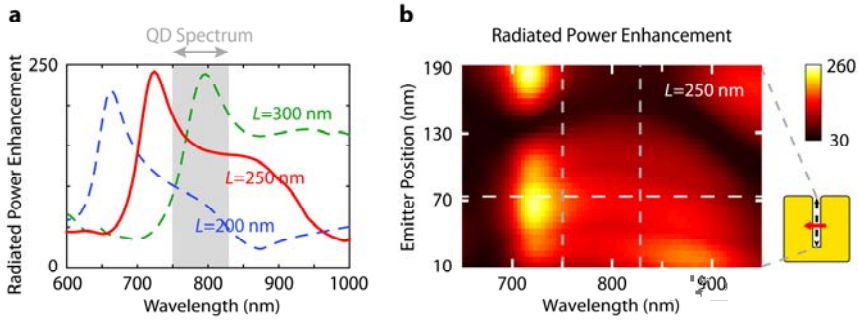 a
QD Spectrum
250
0
Radiated Power Enhancement
L=300 nm
L=250 nm
L=200 nm
600 700 800 900 1000
Wavelength (nm)
b
Radiated Power Enhancement
190
130
70
10
Emitter Position (nm)
L=250 nm
700 800 900
Wavelength (nm)
260
30